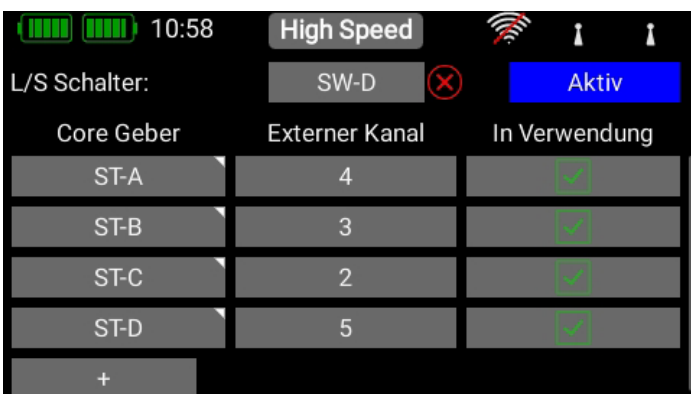 10:58 High Speed
L/S Schalter: SW-D Aktiv
Core Geber Externer Kanal In Verwendung
ST-A 4
ST-B 3
ST-C 2
ST-D 5
+